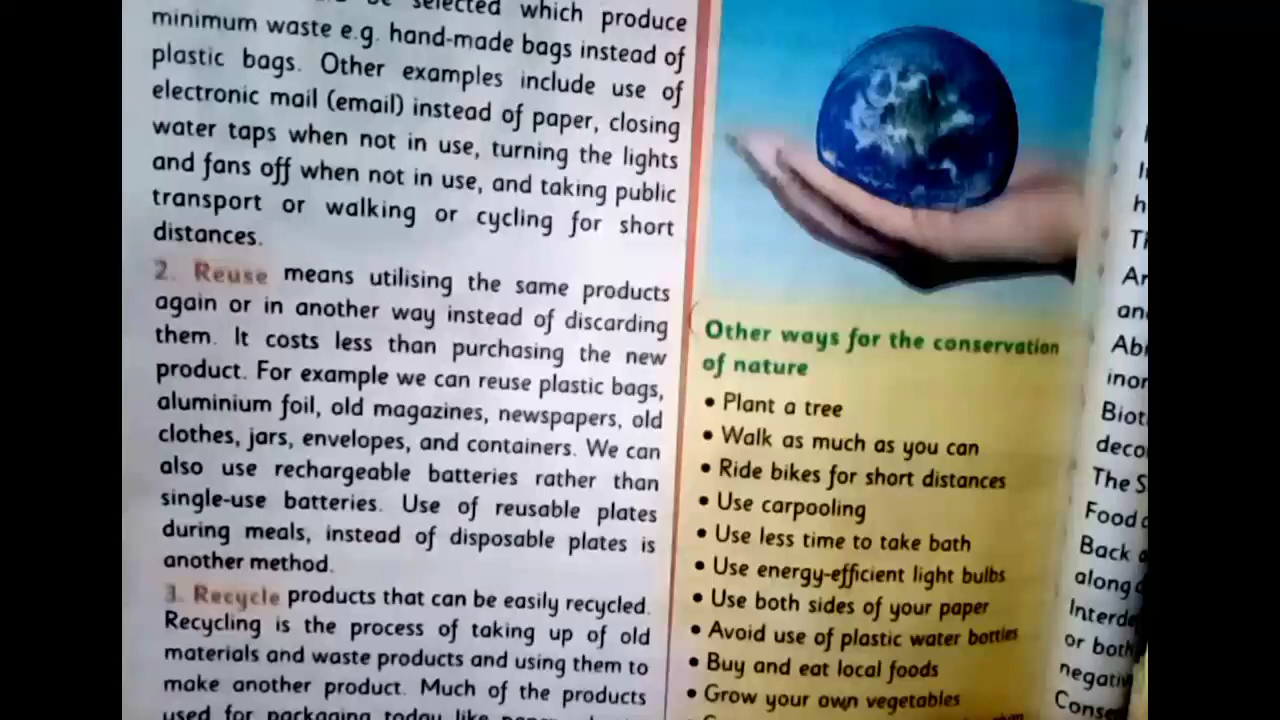 selected which produce
minimum waste e.g. hand-made bags instead of
plastic bags. Other examples include use of
electronic mail (email) instead of paper, closing
water taps when not in use, turning the lights
and fans off when not in use, and taking public
transport or walking or cycling for short
distances.
2. Reuse means utilising the same products
again or in another way instead of discarding
them. It costs less than purchasing the new
product. For example we can reuse plastic bags,
aluminium foil, old magazines, newspapers, old
clothes, jars, envelopes, and containers. We can
also use rechargeable batteries rather than
single-use batteries. Use of reusable plates
during meals, instead of disposable plates is
another method.
3. Recycle products that can be easily recycled.
Recycling is the process of taking up of old
materials and waste products and using them to
make another product. Much of the products
used for packaging today like
Other ways for the conservation
of nature
• Plant a tree
• Walk as much as you can
• Ride bikes for short distances
• Use carpooling
• Use less time to take bath
• Use energy-efficient light bulbs
• Use both sides of your paper
• Avoid use of plastic water bottles
• Buy and eat local foods
• Grow your own vegetables
The S
Food
Back
along
or both